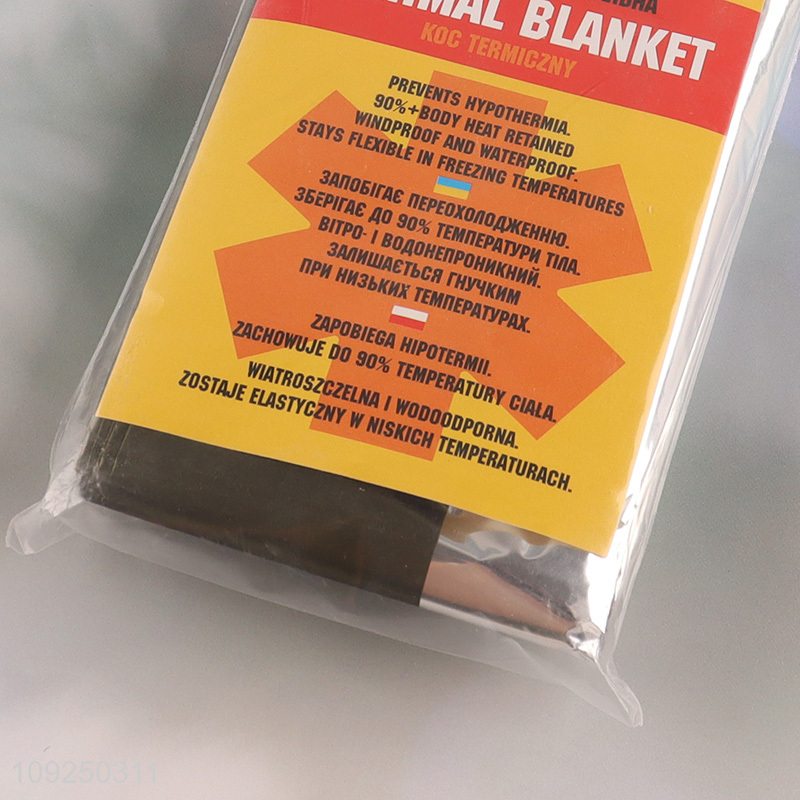 BLANKET
KOC TERMICZNY
PREVENTS HYPOTHERMIA.
90%+BODY HEAT RETAINED
WINDPROOF AND WATERPROOF.
STAYS FLEXIBLE IN FREEZING TEMPERATURES
ЗАПОБІГАЄ ПЕРЕОХОЛОДЖЕННЮ.
ЗБЕРІГАЄ ДО 90% ТЕМПЕРАТУРИ ТІЛА.
ВІТРО- І ВОДОНЕПРОНИКНИЙ.
ЗАЛИШАЄТЬСЯ ГНУЧКИМ
ПРИ НИЗЬКИХ ТЕМПЕРАТУРАХ.
ZAPOBIEGA HIPOTERMII.
ZACHOWUJE DO 90% TEMPERATURY CIAŁA.
WIATROSZCZELNA I WODOODPORNA.
ZOSTAJE ELASTYCZNY W NISKICH TEMPERATURACH.
109250311